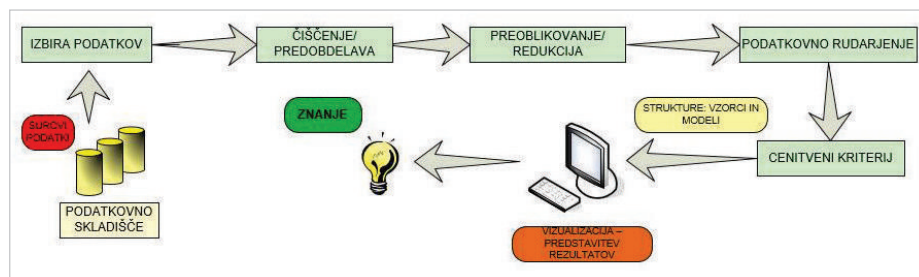 IZBIRA PODATKOV
ČIŠČENJE/
PREDOBDELAVA
PREOBLIKOVANJE/
REDUKCIJA
PODATKOVNO RUDARJENJE
SUROVI
PODATKI
ZNANJE
STRUKTURE: VZORCI IN
MODELI
CENITVENI KRITERIJ
PODATKOVNO
SKLADIŠČE
VIZUALIZACIJA –
PREDSTAVITEV
REZULTATOV